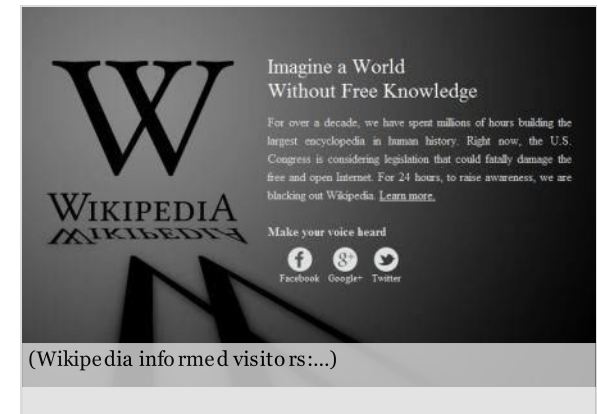 W
WIKIPEDIA
Imagine a World
Without Free Knowledge
For over a decade, we have spent millions of hours building the
largest encyclopedia in human history. Right now, the U.S.
Congress is considering legislation that could fatally damage the
free and open Internet. For 24 hours, to raise awareness, we are
blacking out Wikipedia. Learn more.
Make your voice heard
Facebook Google+ Twitter
(Wikipedia informed visitors:...)